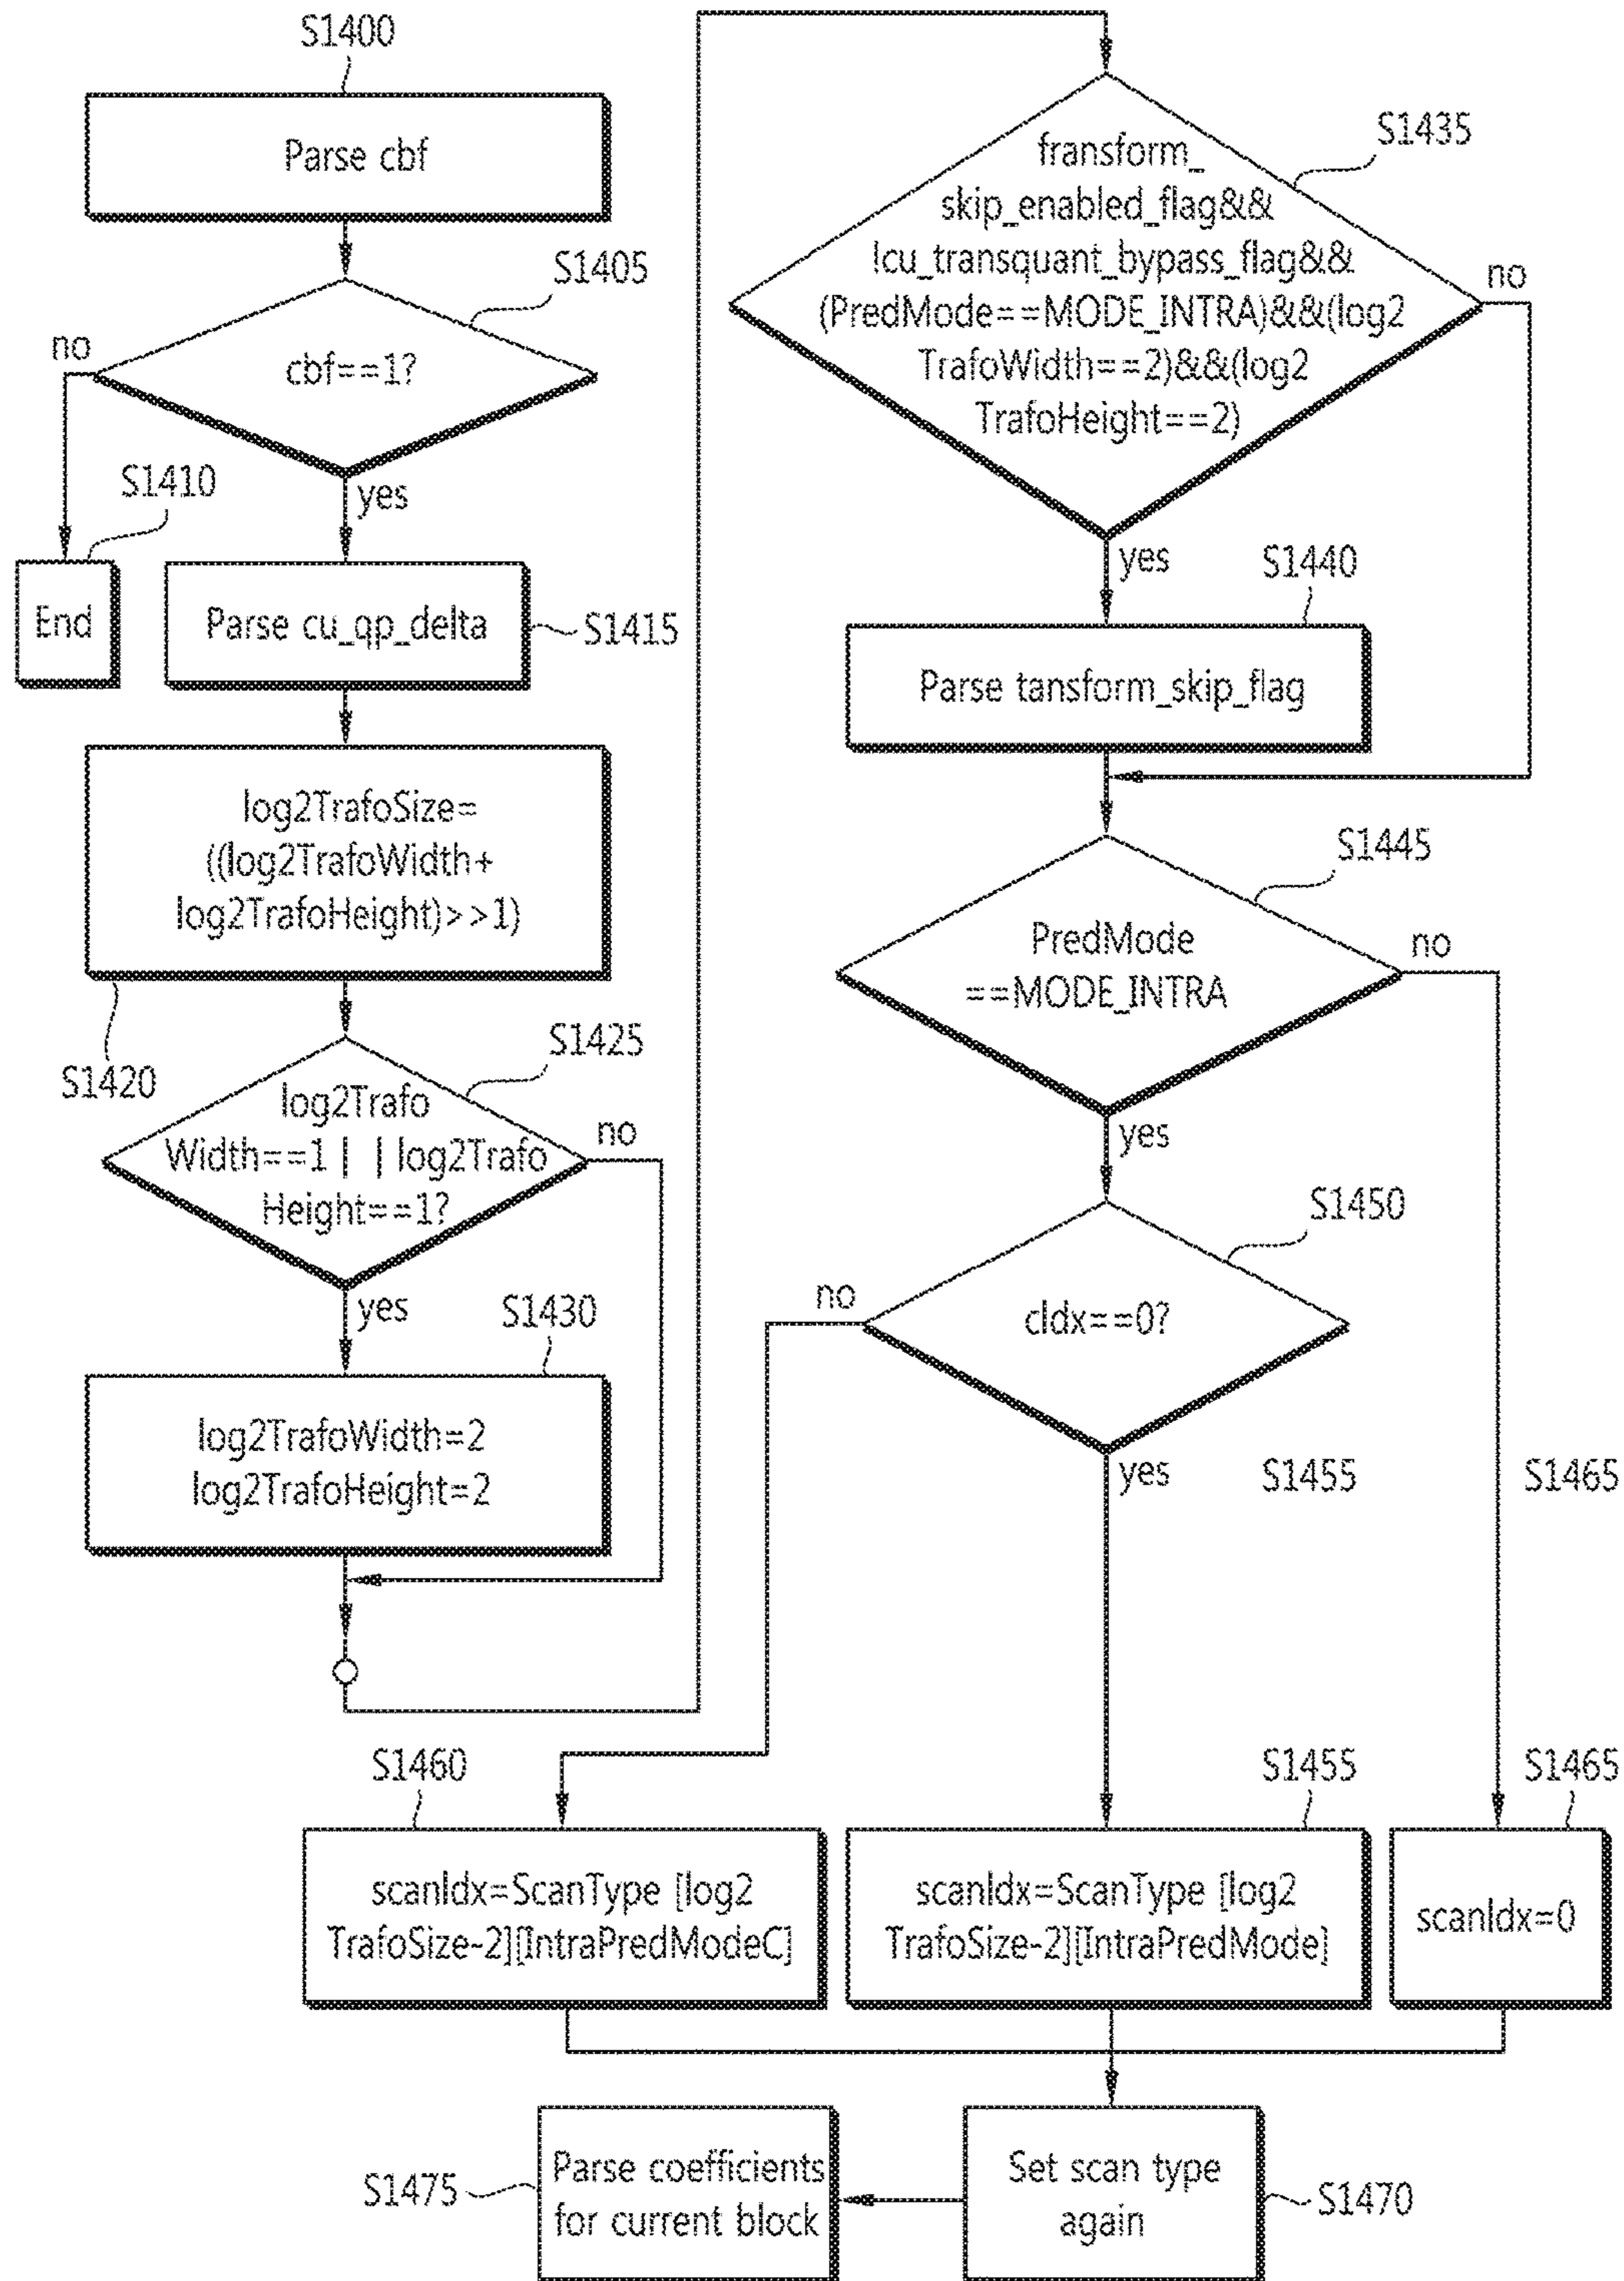 S1400
Parse cbf
S1405
no
cbf==1?
yes
S1410
End
Parse cu_qp_delta
S1415
log2TrafoSize=
((log2TrafoWidth+
log2TrafoHeight)>>1)
S1420
S1425
log2Trafo
Width==1 | | log2Trafo
Height==1?
no
yes
S1430
log2TrafoWidth=2
log2TrafoHeight=2
S1435
fransform_
skip_enabled_flag&&
!cu_transquant_bypass_flag&&
(PredMode==MODE_INTRA)&&(log2
TrafoWidth==2)&&(log2
TrafoHeight==2)
no
yes
S1440
Parse tansform_skip_flag
S1445
PredMode
==MODE_INTRA
no
yes
S1450
no
cIdx==0?
yes
S1455
S1465
S1460
S1455
S1465
scanIdx=ScanType [log2
TrafoSize-2][IntraPredModeC]
scanIdx=ScanType [log2
TrafoSize-2][IntraPredMode]
scanIdx=0
S1475
Parse coefficients
for current block
Set scan type
again
S1470